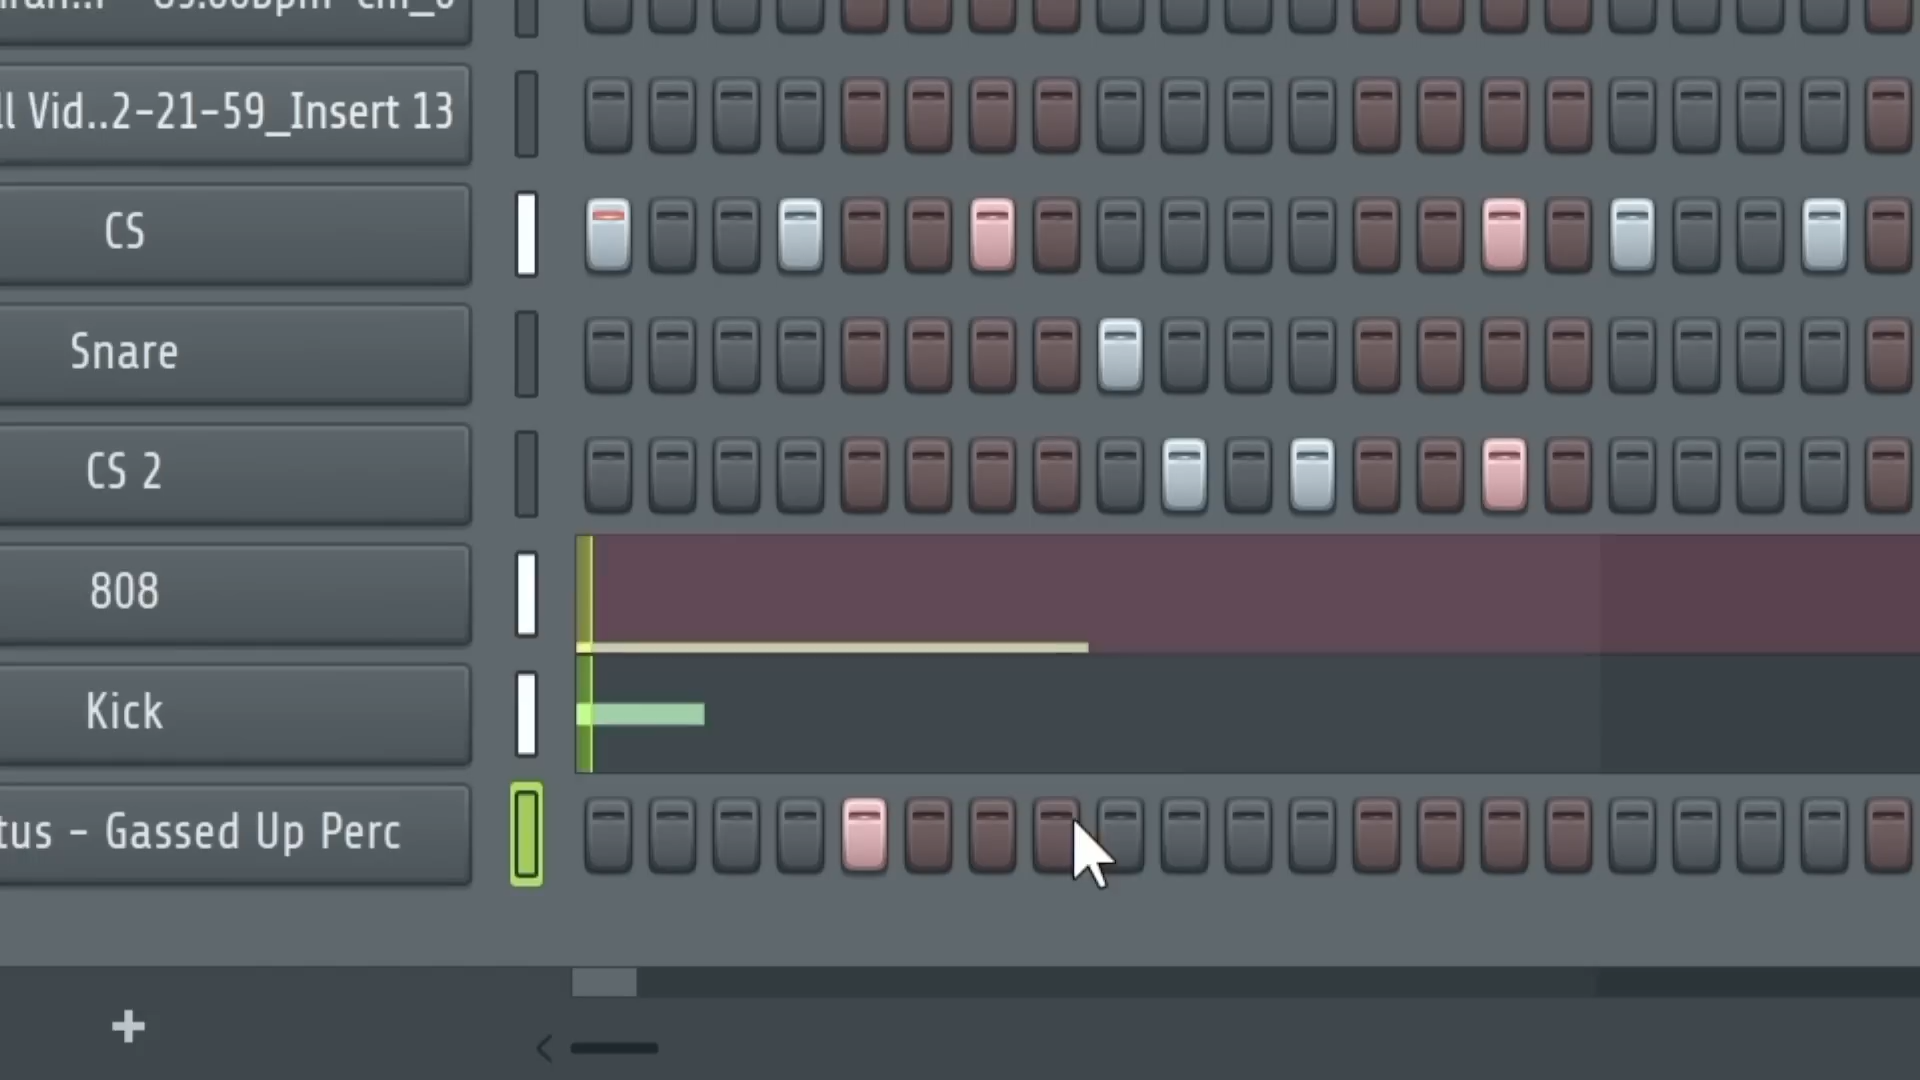 ll Vid..2-21-59_Insert 13
CS
Snare
CS 2
808
Kick
tus - Gassed Up Perc
+